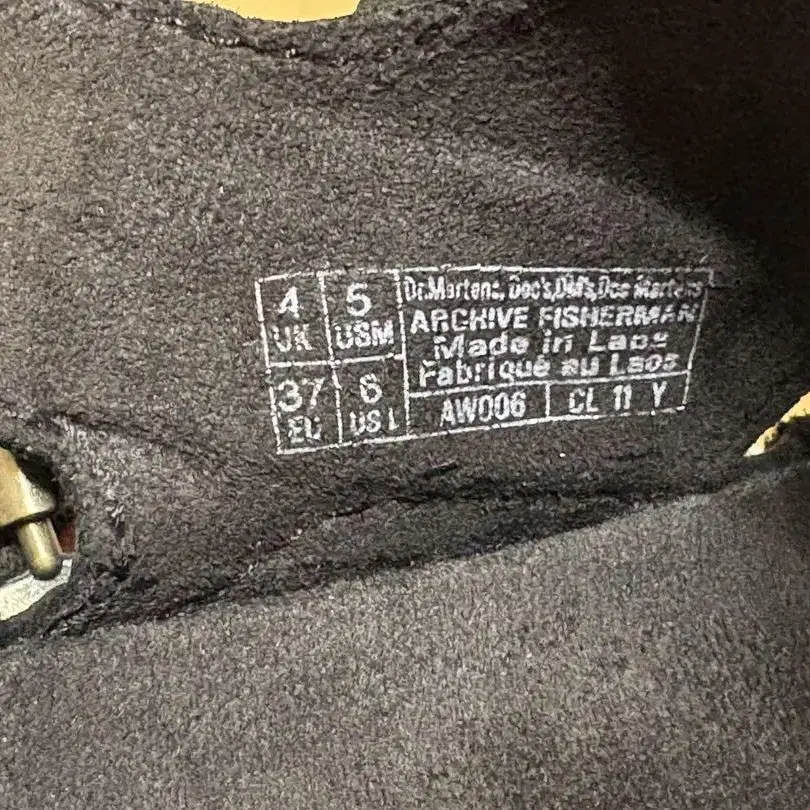 4 UK
5 USM
37 EU
6 US L
Dr.Martens, Doc's, DM's, Doc Martens
ARCHIVE FISHERMAN
Made in Laos
Fabriqué au Laos
AW006
CL 11 Y